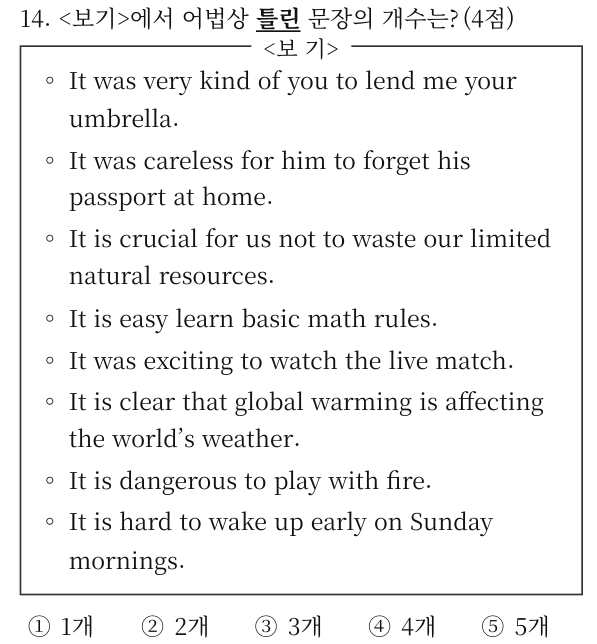 14. <보기>에서 어법상 틀린 문장의 개수는? (4점)
<보 기>
◦ It was very kind of you to lend me your
umbrella.
◦ It was careless for him to forget his
passport at home.
◦ It is crucial for us not to waste our limited
natural resources.
◦ It is easy learn basic math rules.
◦ It was exciting to watch the live match.
◦ It is clear that global warming is affecting
the world’s weather.
◦ It is dangerous to play with fire.
◦ It is hard to wake up early on Sunday
mornings.
① 1개 ② 2개 ③ 3개 ④ 4개 ⑤ 5개